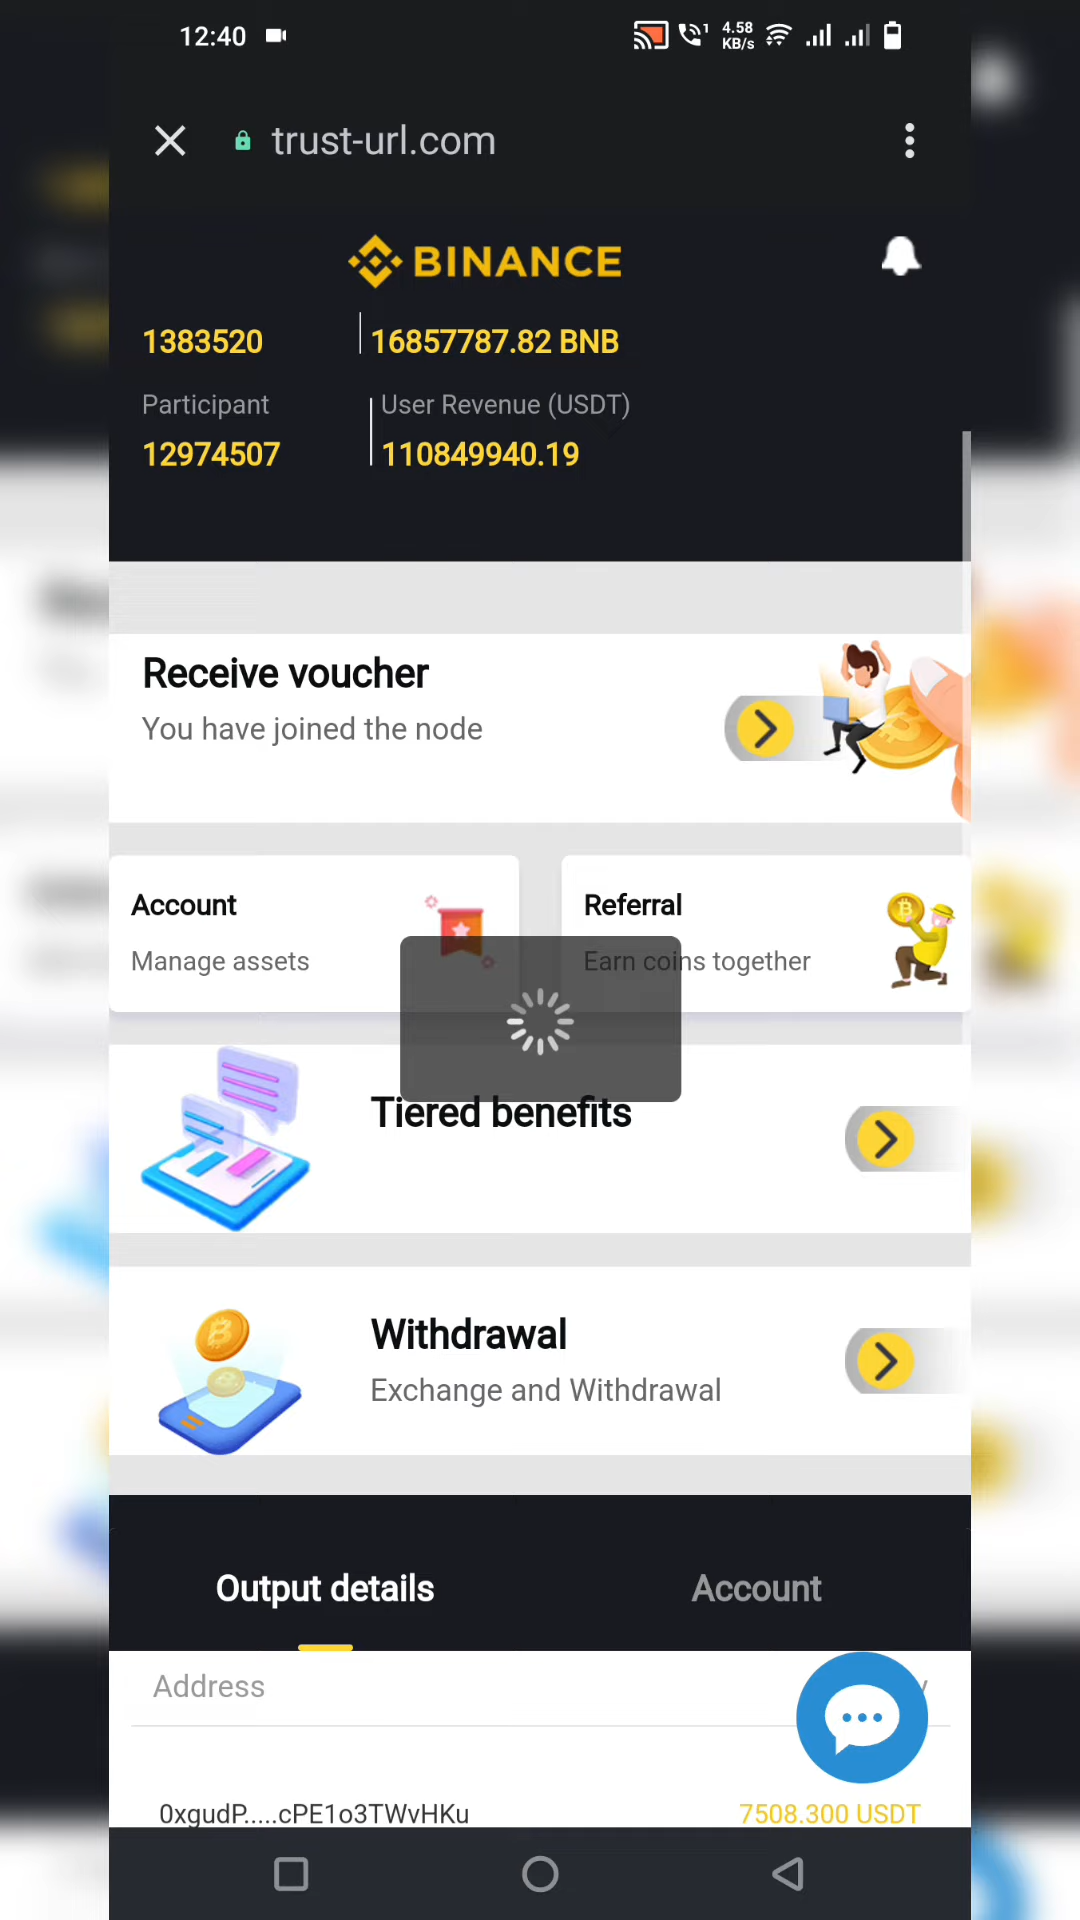 12:40
4.58
KB/s
trust-url.com
BINANCE
1383520
16857787.82 BNB
Participant
User Revenue (USDT)
12974507
110849940.19
Receive voucher
You have joined the node
Account
Manage assets
Referral
Earn coins together
Tiered benefits
Withdrawal
Exchange and Withdrawal
Output details
Account
Address
0xgudP.....cPE1o3TWvHKu
7508.300 USDT